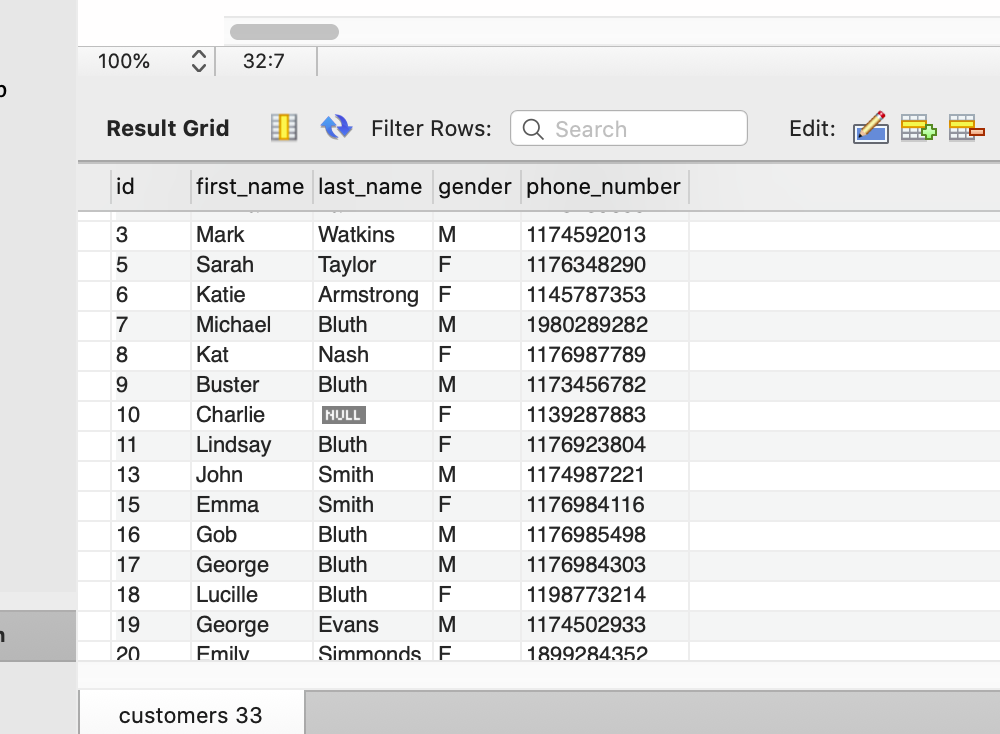 100% 32:7
Result Grid Filter Rows: Search Edit:
id first_name last_name gender phone_number
3 Mark Watkins M 1174592013
5 Sarah Taylor F 1176348290
6 Katie Armstrong F 1145787353
7 Michael Bluth M 1980289282
8 Kat Nash F 1176987789
9 Buster Bluth M 1173456782
10 Charlie NULL F 1139287883
11 Lindsay Bluth F 1176923804
13 John Smith M 1174987221
15 Emma Smith F 1176984116
16 Gob Bluth M 1176985498
17 George Bluth M 1176984303
18 Lucille Bluth F 1198773214
19 George Evans M 1174502933
20 Emily Simmonds F 1899284352
customers 33